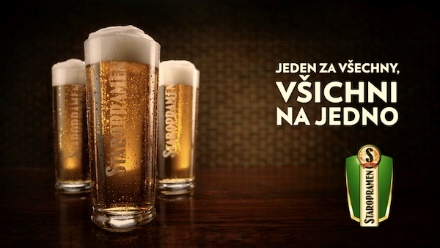 JEDEN ZA VŠECHNY,
VŠICHNI
NA JEDNO
STAROPRAMEN
STAROPRAMEN
STAROPRAMEN
S
STAROPRAMEN